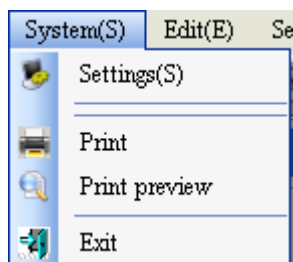 System(S) Edit(E) Se
Settings(S)
Print
Print preview
Exit